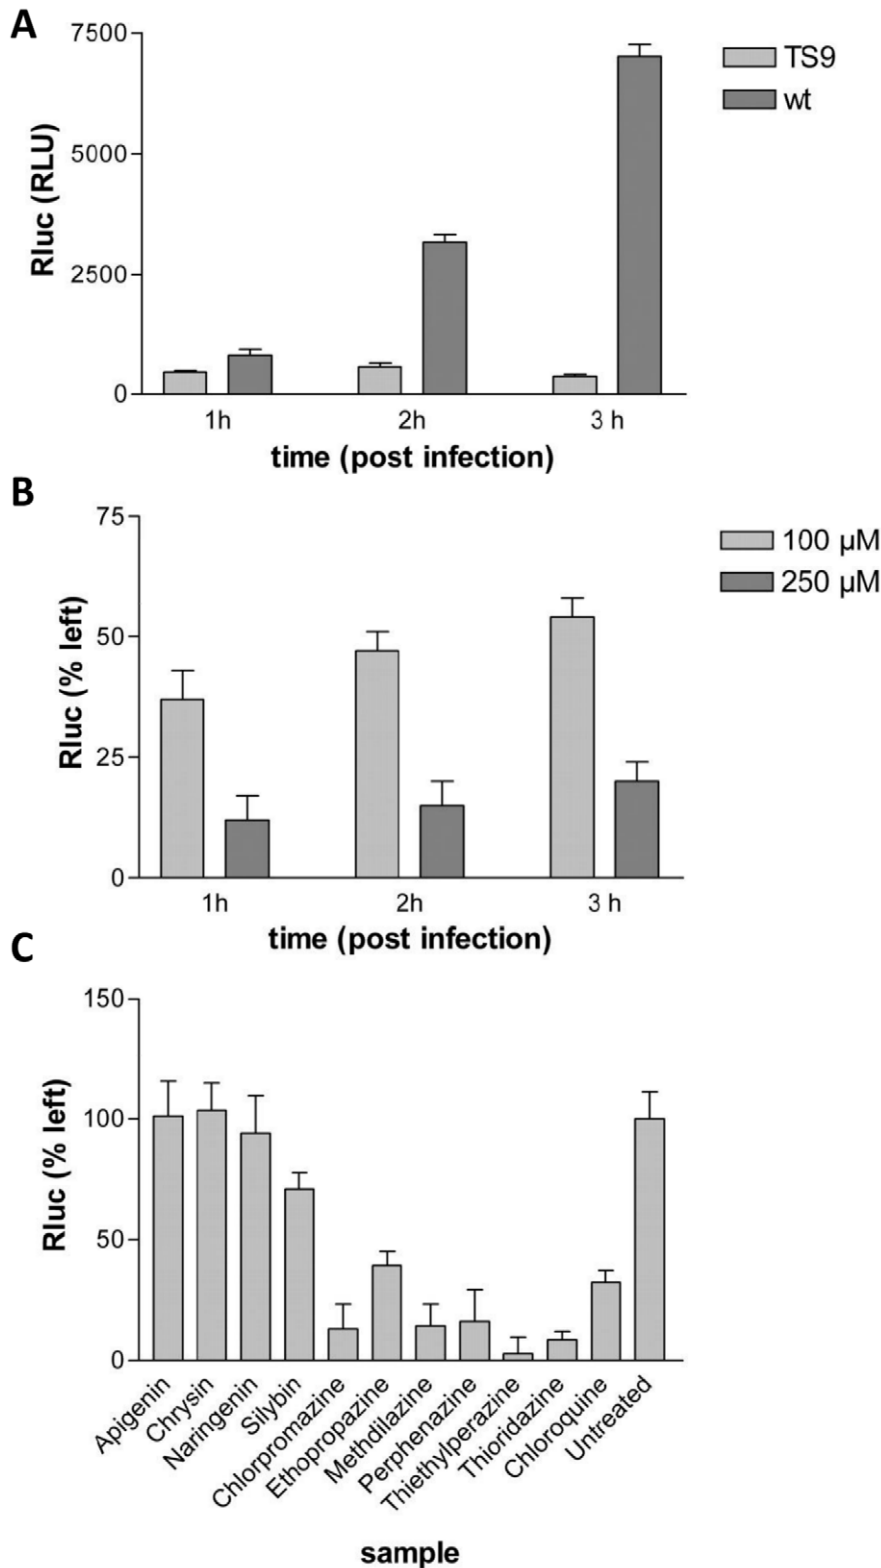 A
7500
5000
2500
0
Rluc (RLU)
TS9
wt
1h 2h 3 h
time (post infection)
B
75
50
25
0
Rluc (% left)
100 µM
250 µM
1h 2h 3 h
time (post infection)
C
150
100
50
0
Rluc (% left)
Apigenin
Chrysin
Naringenin
Silybin
Chlorpromazine
Ethopropazine
Methdilazine
Perphenazine
Thiethylperazine
Thioridazine
Chloroquine
Untreated
sample